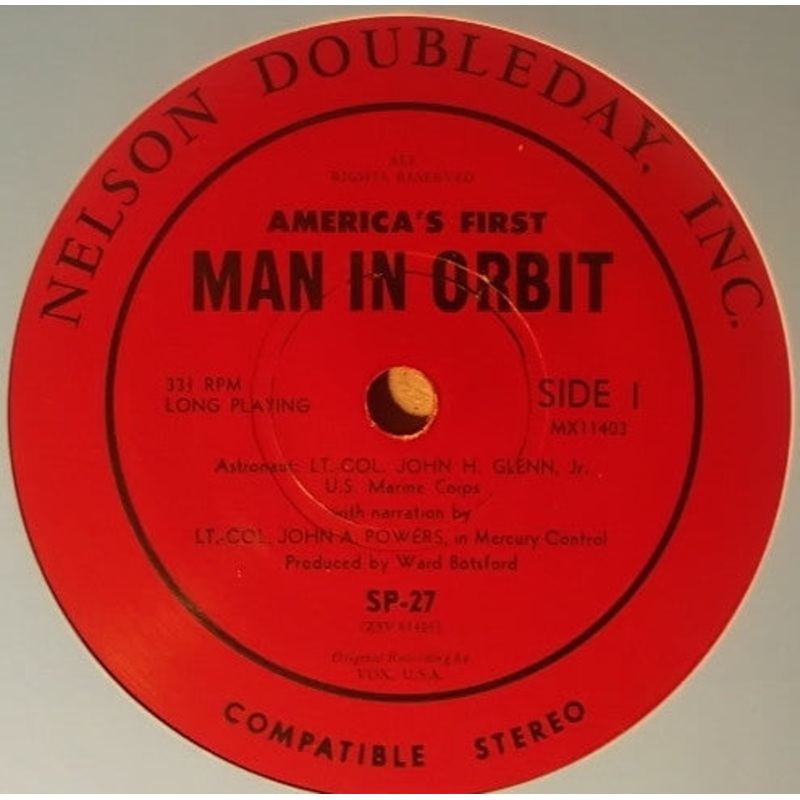 NELSON DOUBLEDAY, INC.
ALL
RIGHTS RESERVED
AMERICA'S FIRST
MAN IN ORBIT
33⅓ RPM
LONG PLAYING
SIDE 1
MX11403
Astronaut: LT. COL. JOHN H. GLENN, Jr.
U.S. Marine Corps
with narration by
LT.-COL. JOHN A. POWERS, in Mercury Control
Produced by Ward Botsford
SP-27
Original Recording by
VOX, U.S.A.
COMPATIBLE STEREO